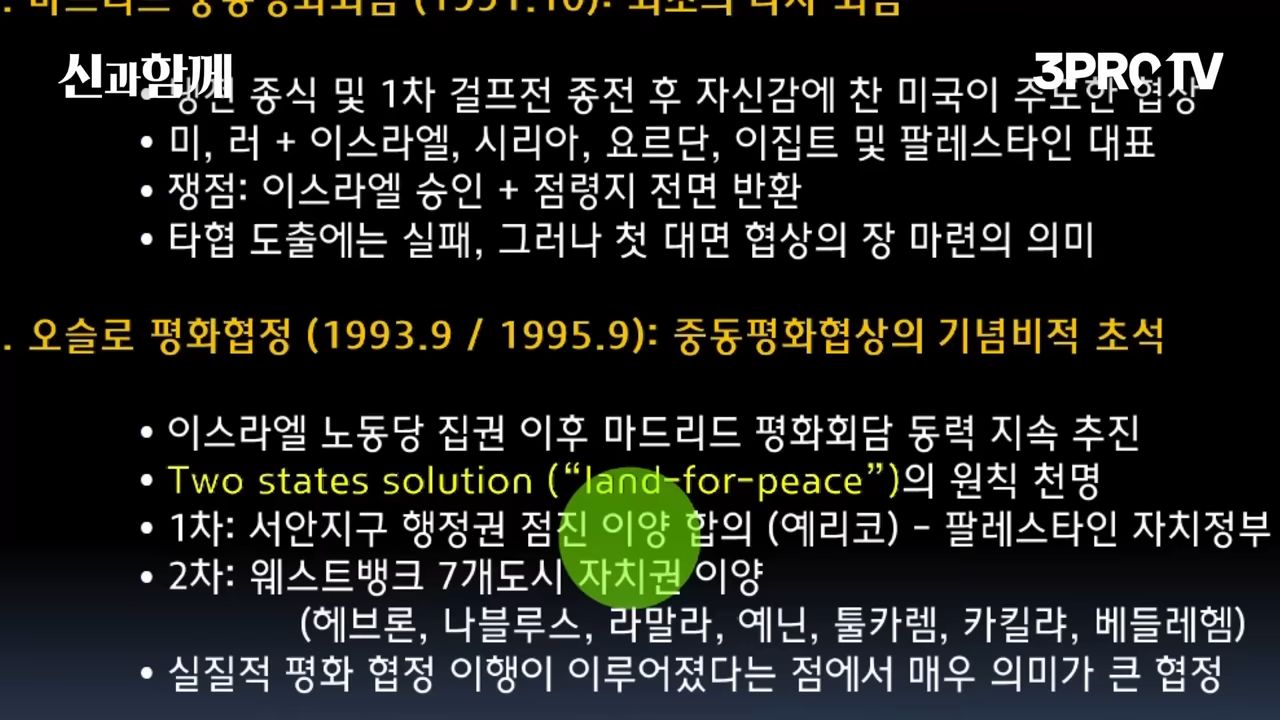 신과함께
3PROTV
(1991.10): 최초의 다자 회담
종식 및 1차 걸프전 종전 후 자신감에 찬 미국이 주도한 협상
• 미, 러 + 이스라엘, 시리아, 요르단, 이집트 및 팔레스타인 대표
• 쟁점: 이스라엘 승인 + 점령지 전면 반환
• 타협 도출에는 실패, 그러나 첫 대면 협상의 장 마련의 의미
. 오슬로 평화협정 (1993.9 / 1995.9): 중동평화협상의 기념비적 초석
• 이스라엘 노동당 집권 이후 마드리드 평화회담 동력 지속 추진
• Two states solution (“land-for-peace”)의 원칙 천명
• 1차: 서안지구 행정권 점진 이양 합의 (예리코) - 팔레스타인 자치정부
• 2차: 웨스트뱅크 7개도시 자치권 이양
(헤브론, 나블루스, 라말라, 예닌, 툴카렘, 카킬랴, 베들레헴)
• 실질적 평화 협정 이행이 이루어졌다는 점에서 매우 의미가 큰 협정